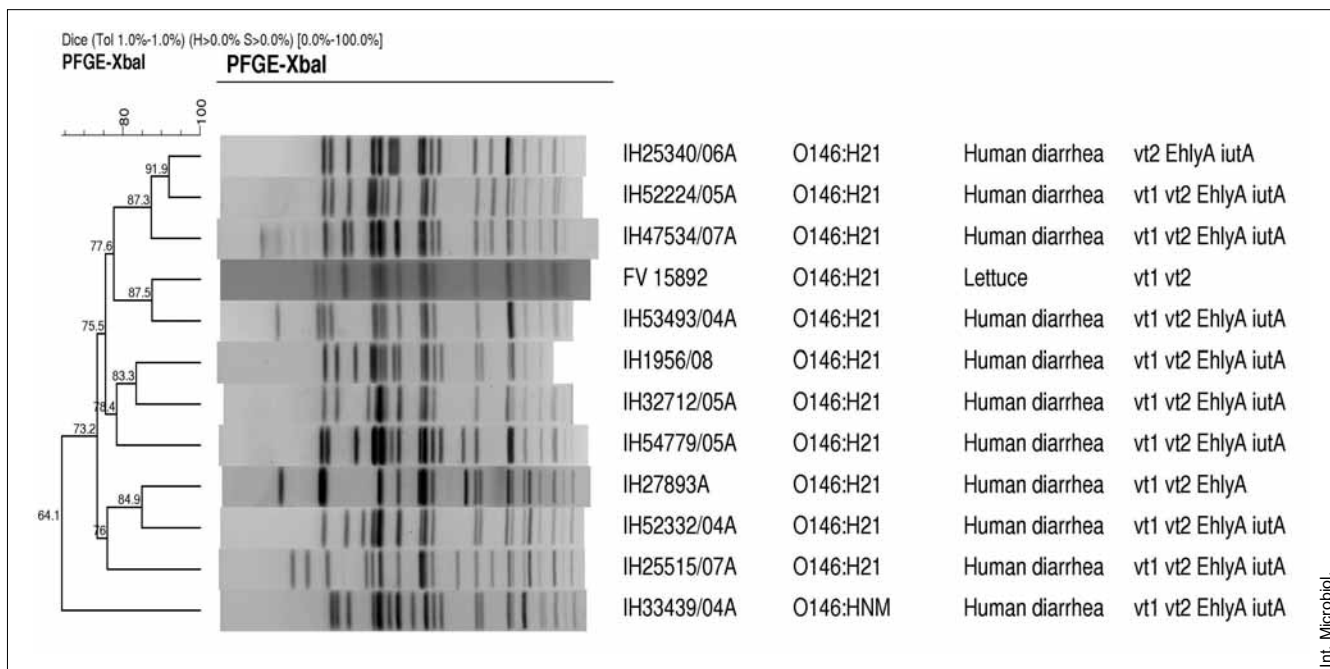 Dice (Tol 1.0%-1.0%) (H>0.0% S>0.0%) [0.0%-100.0%]
PFGE-XbaI PFGE-XbaI
80 100
IH25340/06A O146:H21 Human diarrhea vt2 EhlyA iutA
91.9
IH52224/05A O146:H21 Human diarrhea vt1 vt2 EhlyA iutA
87.3
IH47534/07A O146:H21 Human diarrhea vt1 vt2 EhlyA iutA
77.6
FV 15892 O146:H21 Lettuce vt1 vt2
87.5
IH53493/04A O146:H21 Human diarrhea vt1 vt2 EhlyA iutA
75.5
IH1956/08 O146:H21 Human diarrhea vt1 vt2 EhlyA iutA
83.3
IH32712/05A O146:H21 Human diarrhea vt1 vt2 EhlyA iutA
78.4
73.2
IH54779/05A O146:H21 Human diarrhea vt1 vt2 EhlyA iutA
IH27893A O146:H21 Human diarrhea vt1 vt2 EhlyA
84.9
64.1
IH52332/04A O146:H21 Human diarrhea vt1 vt2 EhlyA iutA
76
IH25515/07A O146:H21 Human diarrhea vt1 vt2 EhlyA iutA
IH33439/04A O146:HNM Human diarrhea vt1 vt2 EhlyA iutA
Int. Microbiol.